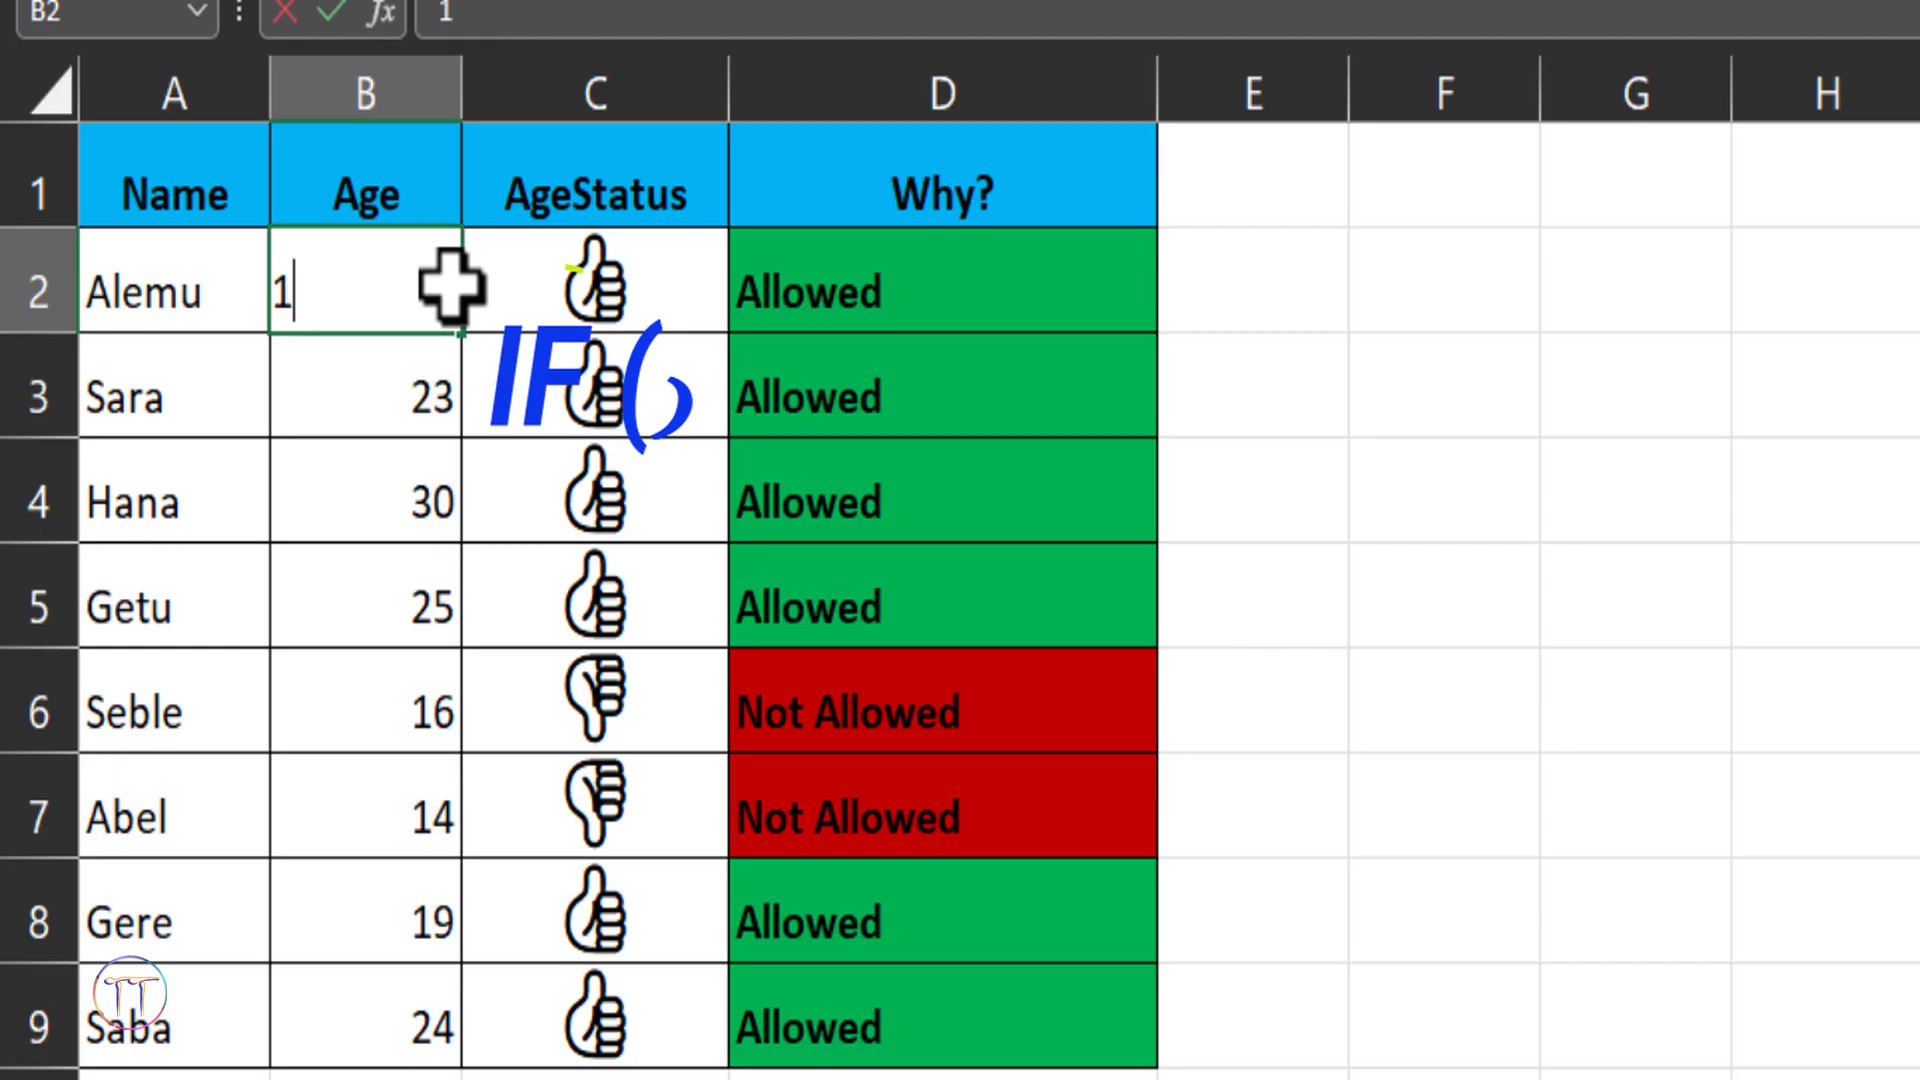 B2 fx 1
A B C D E F G H
1 Name Age AgeStatus Why?
2 Alemu 1 Allowed
IF (
3 Sara 23 Allowed
4 Hana 30 Allowed
5 Getu 25 Allowed
6 Seble 16 Not Allowed
7 Abel 14 Not Allowed
8 Gere 19 Allowed
TT
9 Saba 24 Allowed